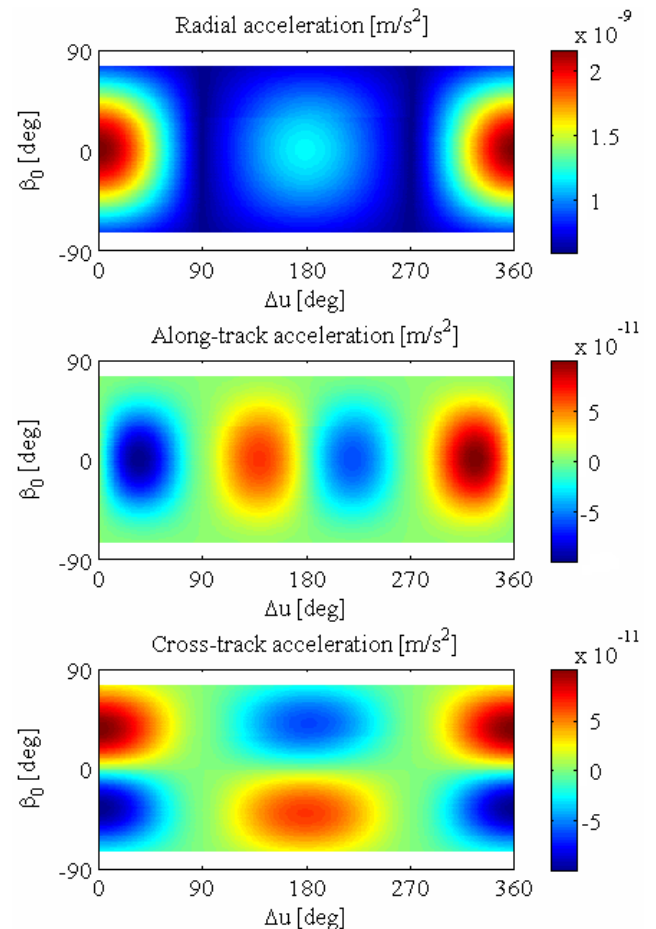 Radial acceleration [m/s²]
x 10⁻⁹
90
0
-90
β₀ [deg]
2
1.5
1
0 90 180 270 360
Δu [deg]
Along-track acceleration [m/s²]
x 10⁻¹¹
90
0
-90
β₀ [deg]
5
0
-5
0 90 180 270 360
Δu [deg]
Cross-track acceleration [m/s²]
x 10⁻¹¹
90
0
-90
β₀ [deg]
5
0
-5
0 90 180 270 360
Δu [deg]